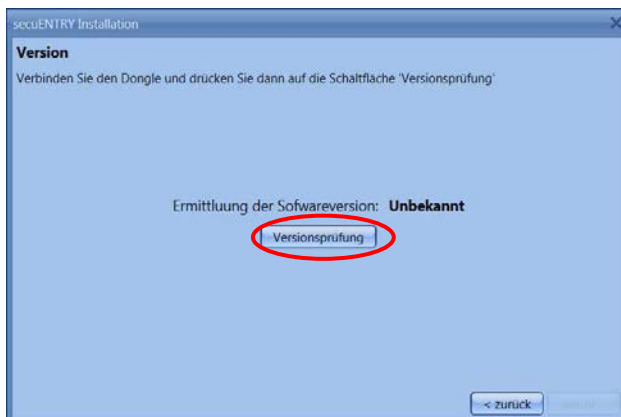 secuENTRY Installation
Version
Verbinden Sie den Dongle und drücken Sie dann auf die Schaltfläche 'Versionsprüfung'
Ermittluung der Sofwareversion: Unbekannt
Versionsprüfung
< zurück